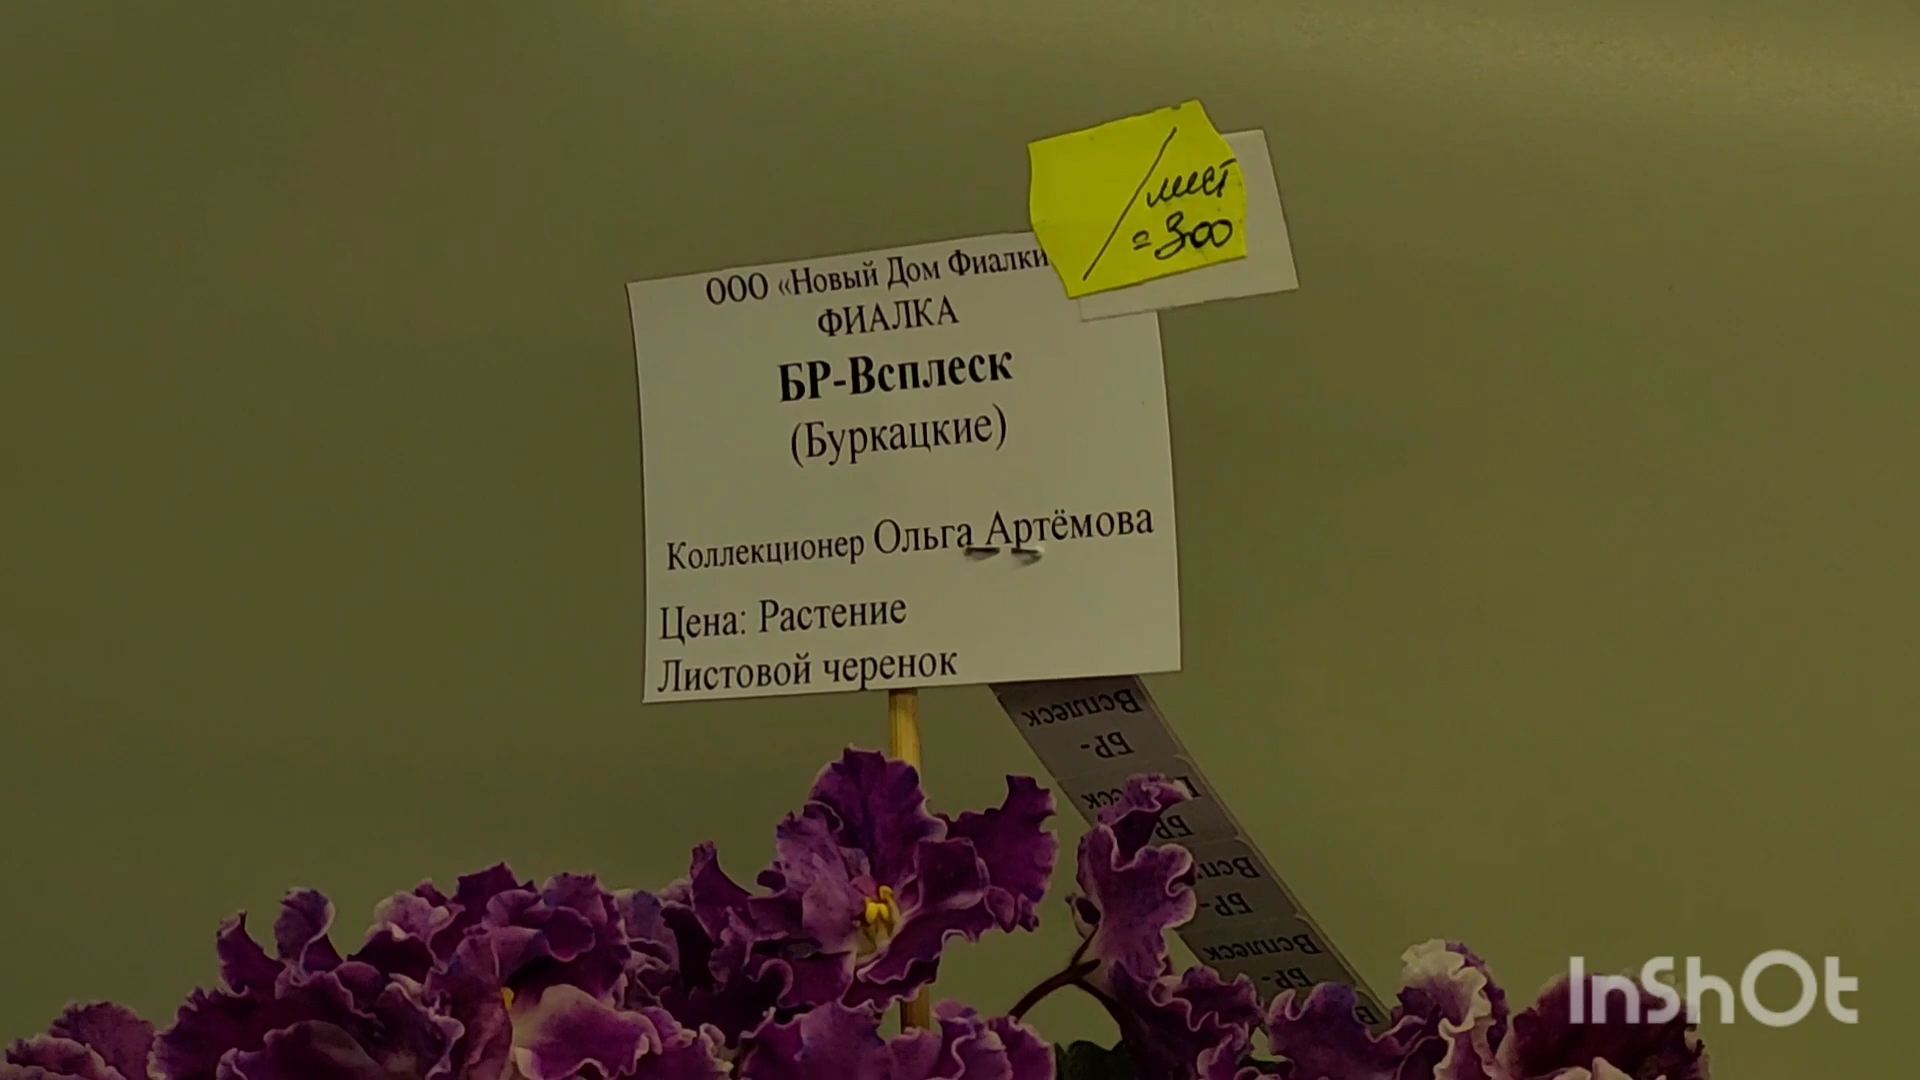 лист
=300
ООО «Новый Дом Фиалки
ФИАЛКА
БР-Всплеск
(Буркацкие)
Коллекционер Ольга Артёмова
Цена: Растение
Листовой черенок
Всплеск
БР-
БР-
Всплеск
БР-
InShOt